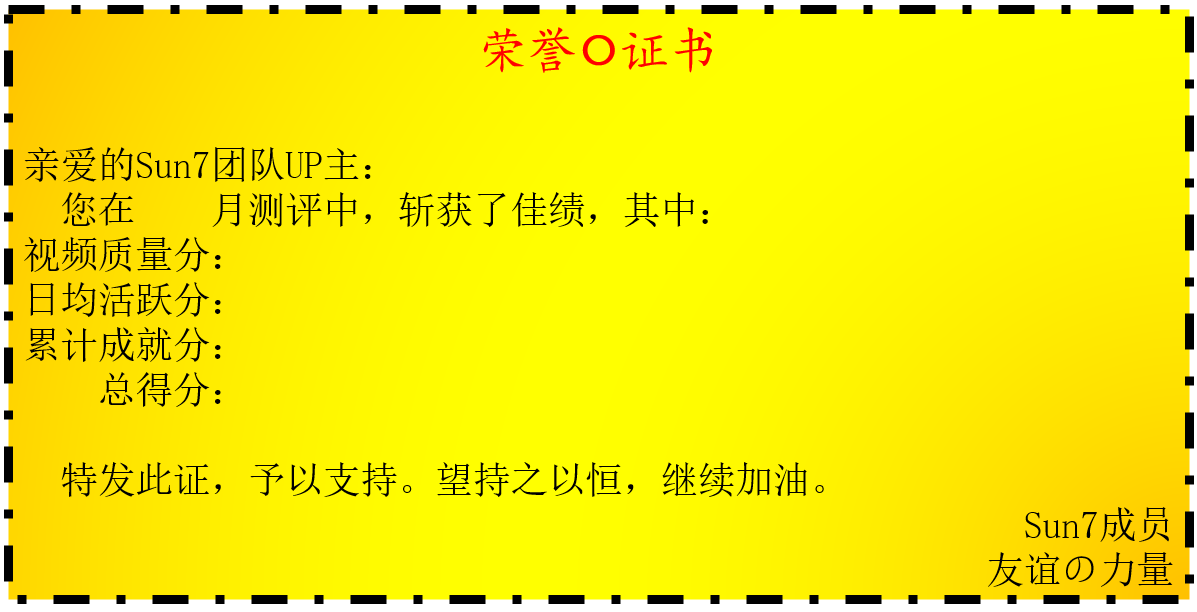 荣誉〇证书
亲爱的Sun7团队UP主：
您在　　月测评中，斩获了佳绩，其中：
视频质量分：
日均活跃分：
累计成就分：
总得分：
特发此证，予以支持。望持之以恒，继续加油。
Sun7成员
友谊の力量